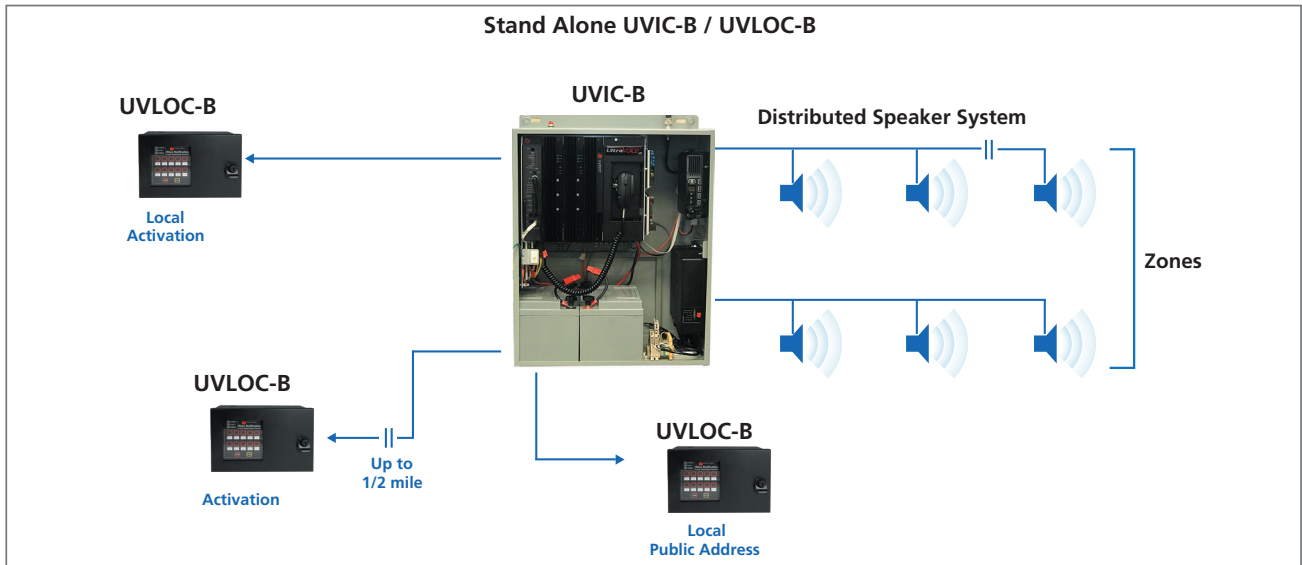 Stand Alone UVIC-B / UVLOC-B
UVLOC-B
Local
Activation
UVIC-B
Distributed Speaker System
Zones
UVLOC-B
Activation
Up to
1/2 mile
UVLOC-B
Local
Public Address